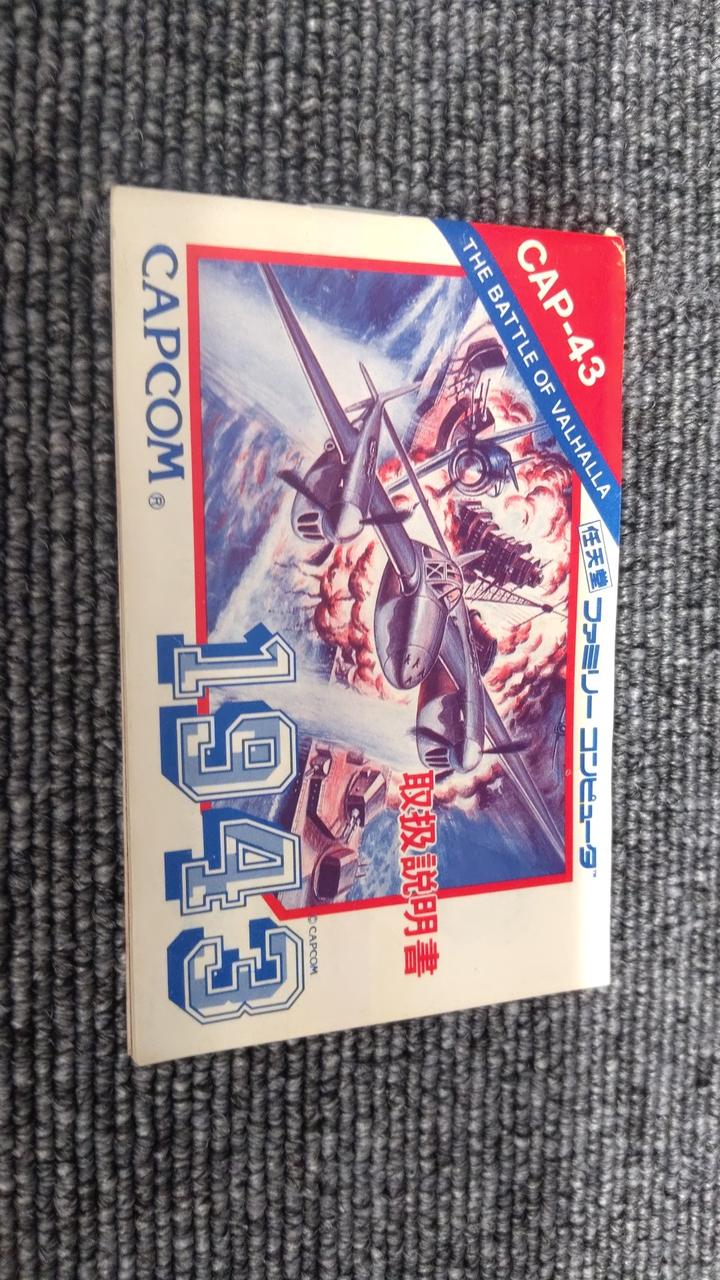 CAP-43
THE BATTLE OF VALHALLA
任天堂 ファミリー コンピュータ™
取扱説明書
© CAPCOM
1943
CAPCOM®